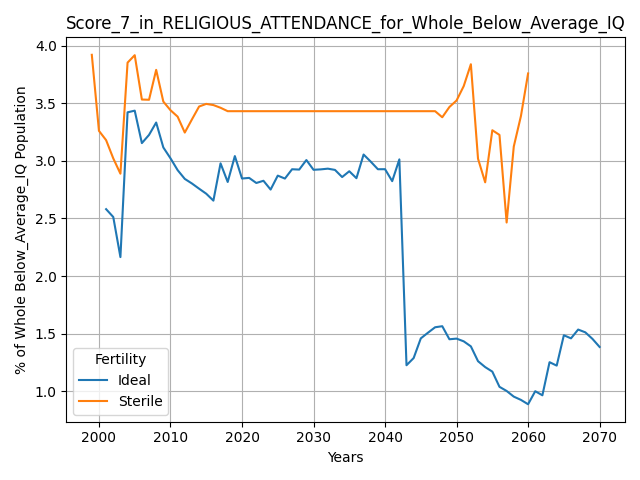 Score_7_in_RELIGIOUS_ATTENDANCE_for_Whole_Below_Average_IQ
% of Whole Below_Average_IQ Population
4.0
3.5
3.0
2.5
2.0
1.5
1.0
Fertility
Ideal
Sterile
2000 2010 2020 2030 2040 2050 2060 2070
Years